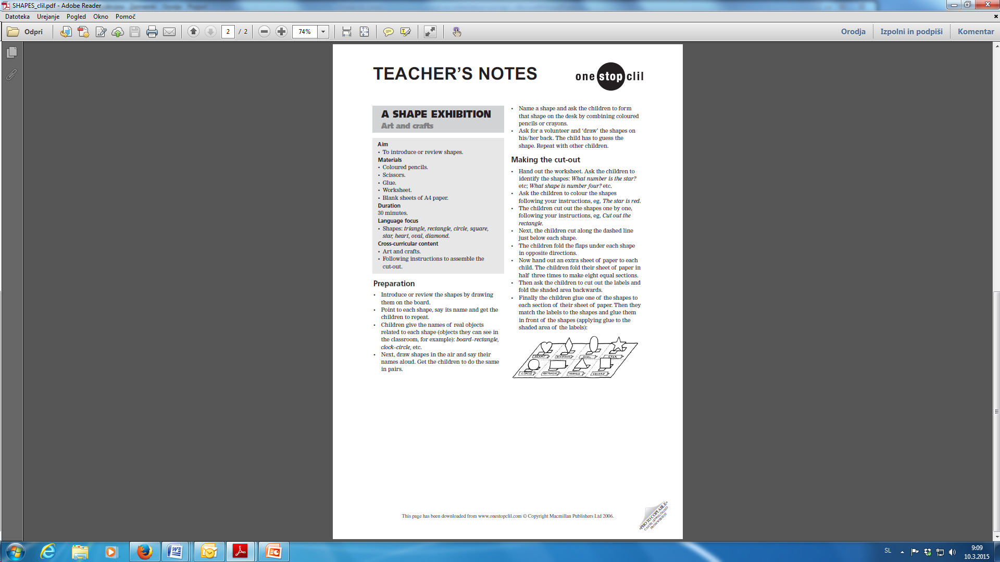 SHAPES_clil.pdf - Adobe Reader
Datoteka Urejanje Pogled Okno Pomoč
Odpri 2 / 2 74% Orodja Izpolni in podpiši Komentar
TEACHER'S NOTES
one stop clil
A SHAPE EXHIBITION
Art and crafts
Aim
• To introduce or review shapes.
Materials
• Coloured pencils.
• Scissors.
• Glue.
• Worksheet.
• Blank sheets of A4 paper.
Duration
30 minutes.
Language focus
• Shapes: triangle, rectangle, circle, square,
star, heart, oval, diamond.
Cross-curricular content
• Art and crafts.
• Following instructions to assemble the
cut-out.
Preparation
• Introduce or review the shapes by drawing
them on the board.
• Point to each shape, say its name and get the
children to repeat.
• Children give the names of real objects
related to each shape (objects they can see in
the classroom, for example): board–rectangle,
clock–circle, etc.
• Next, draw shapes in the air and say their
names aloud. Get the children to do the same
in pairs.
• Name a shape and ask the children to form
that shape on the desk by combining coloured
pencils or crayons.
• Ask for a volunteer and ‘draw’ the shapes on
his/her back. The child has to guess the
shape. Repeat with other children.
Making the cut-out
• Hand out the worksheet. Ask the children to
identify the shapes: What number is the star?
etc; What shape is number four? etc.
• Ask the children to colour the shapes
following your instructions, eg, The star is red.
• The children cut out the shapes one by one,
following your instructions, eg, Cut out the
rectangle.
• Next, the children cut along the dashed line
just below each shape.
• The children fold the flaps under each shape
in opposite directions.
• Now hand out an extra sheet of paper to each
child. The children fold their sheet of paper in
half three times to make eight equal sections.
• Then ask the children to cut out the labels and
fold the shaded area backwards.
• Finally the children glue one of the shapes to
each section of their sheet of paper. Then they
match the labels to the shapes and glue them
in front of the shapes (applying glue to the
shaded area of the labels):
HEART DIAMOND OVAL STAR
CIRCLE RECTANGLE TRIANGLE SQUARE
This page has been downloaded from www.onestopclil.com © Copyright Macmillan Publishers Ltd 2006.
•PHOTOCOPIABLE•
CAN BE DOWNLOADED
FROM WEBSITE
SL
9:09
10.3.2015